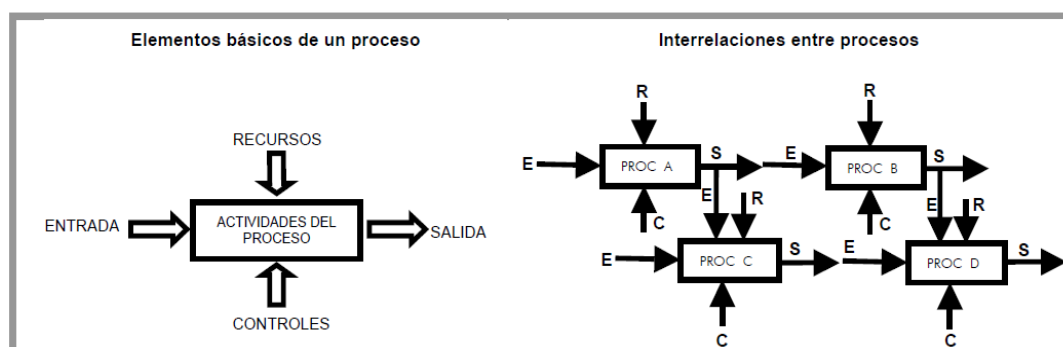 Elementos básicos de un proceso
RECURSOS
ENTRADA
ACTIVIDADES DEL
PROCESO
SALIDA
CONTROLES
Interrelaciones entre procesos
R
R
E
PROC A
S
E
PROC B
S
E
R
E
R
C
C
E
PROC C
S
E
PROC D
S
C
C